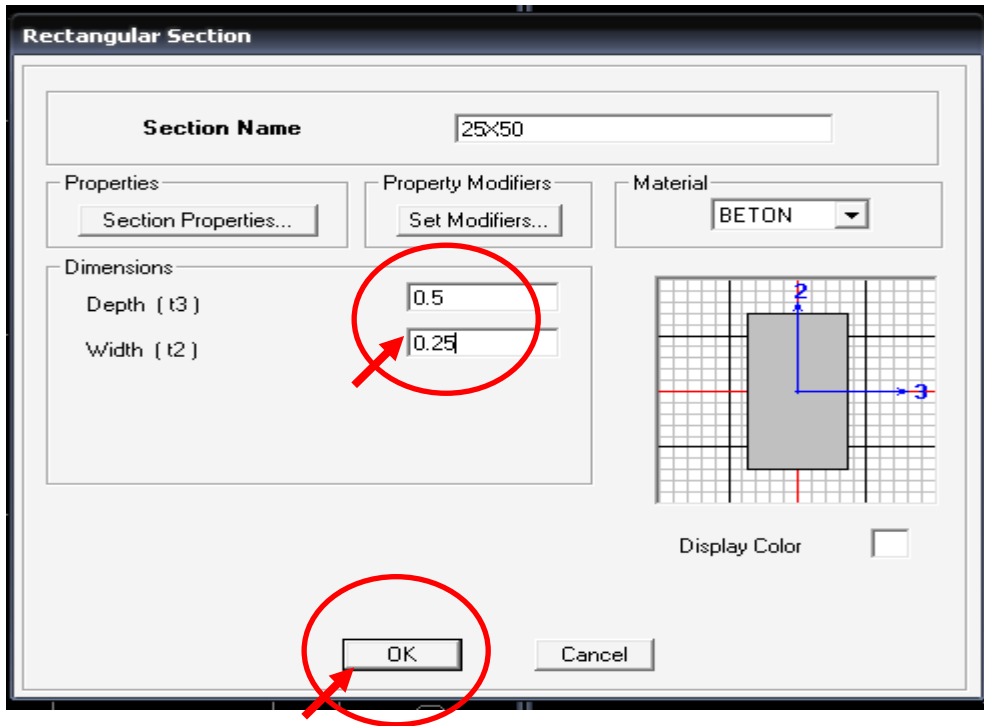 Rectangular Section
Section Name 25X50
Properties Property Modifiers Material
Section Properties... Set Modifiers... BETON
Dimensions
Depth ( t3 ) 0.5
Width ( t2 ) 0.25
2
3
Display Color
OK Cancel